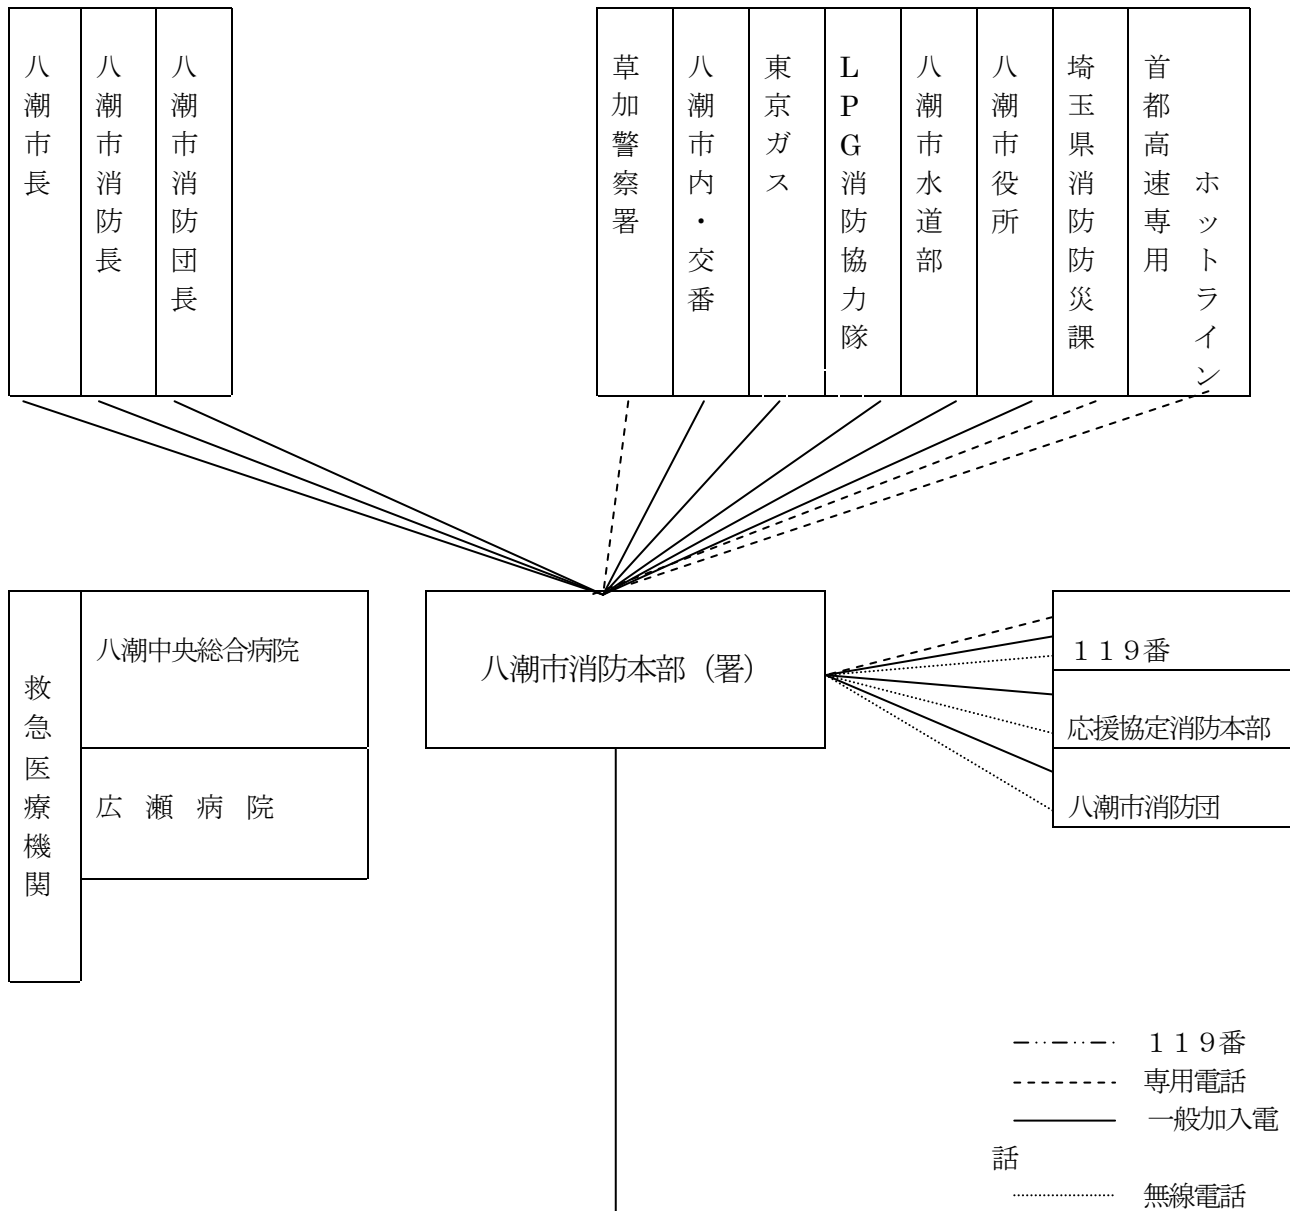 八潮市長
八潮市消防長
八潮市消防団長
草加警察署
八潮市内・交番
東京ガス
LPG消防協力隊
八潮市水道部
八潮市役所
埼玉県消防防災課
首都高速専用
ホットライン
救急医療機関
八潮中央総合病院
広瀬病院
八潮市消防本部（署）
１１９番
応援協定消防本部
八潮市消防団
１１９番
専用電話
一般加入電
話
無線電話